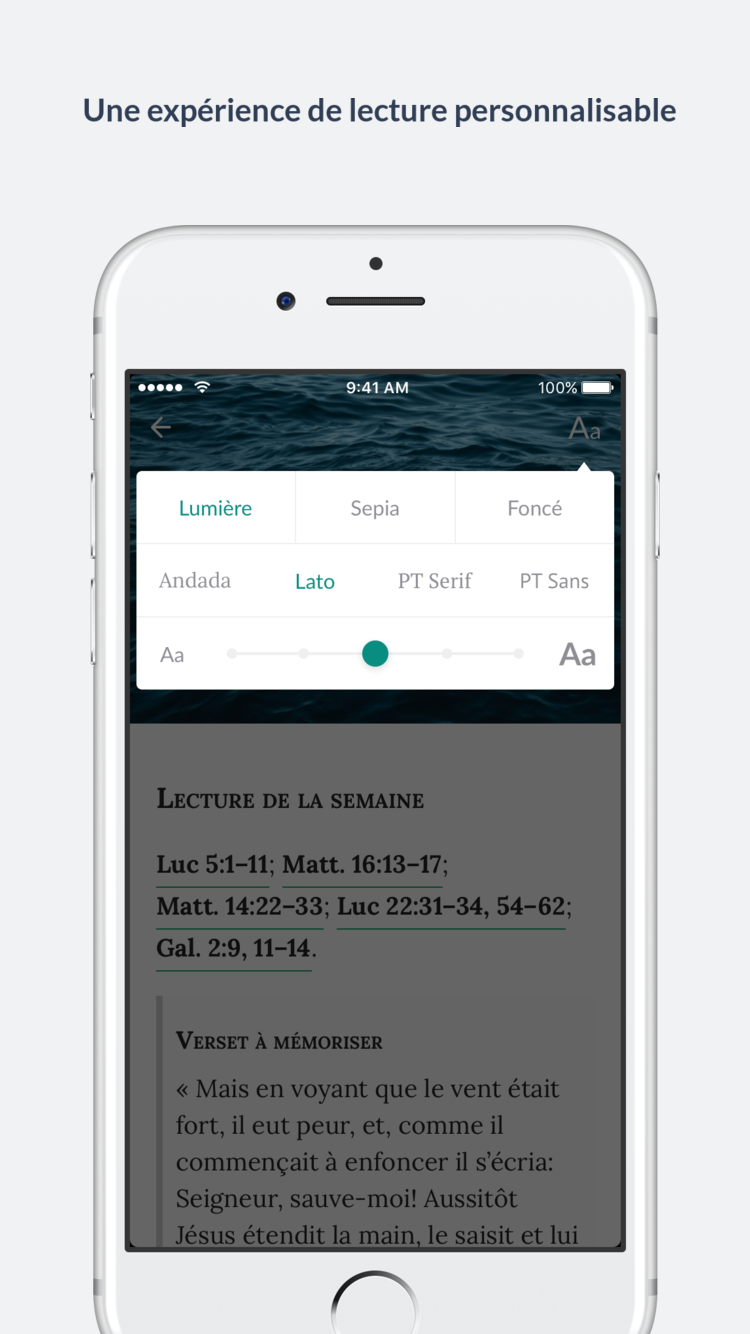 Une expérience de lecture personnalisable
9:41 AM 100%
Aa
Lumière Sepia Foncé
Andada Lato PT Serif PT Sans
Aa Aa
Lecture de la semaine
Luc 5:1–11; Matt. 16:13–17;
Matt. 14:22–33; Luc 22:31–34, 54–62;
Gal. 2:9, 11–14.
Verset à mémoriser
« Mais en voyant que le vent était
fort, il eut peur, et, comme il
commençait à enfoncer il s’écria:
Seigneur, sauve-moi! Aussitôt
Jésus étendit la main, le saisit et lui